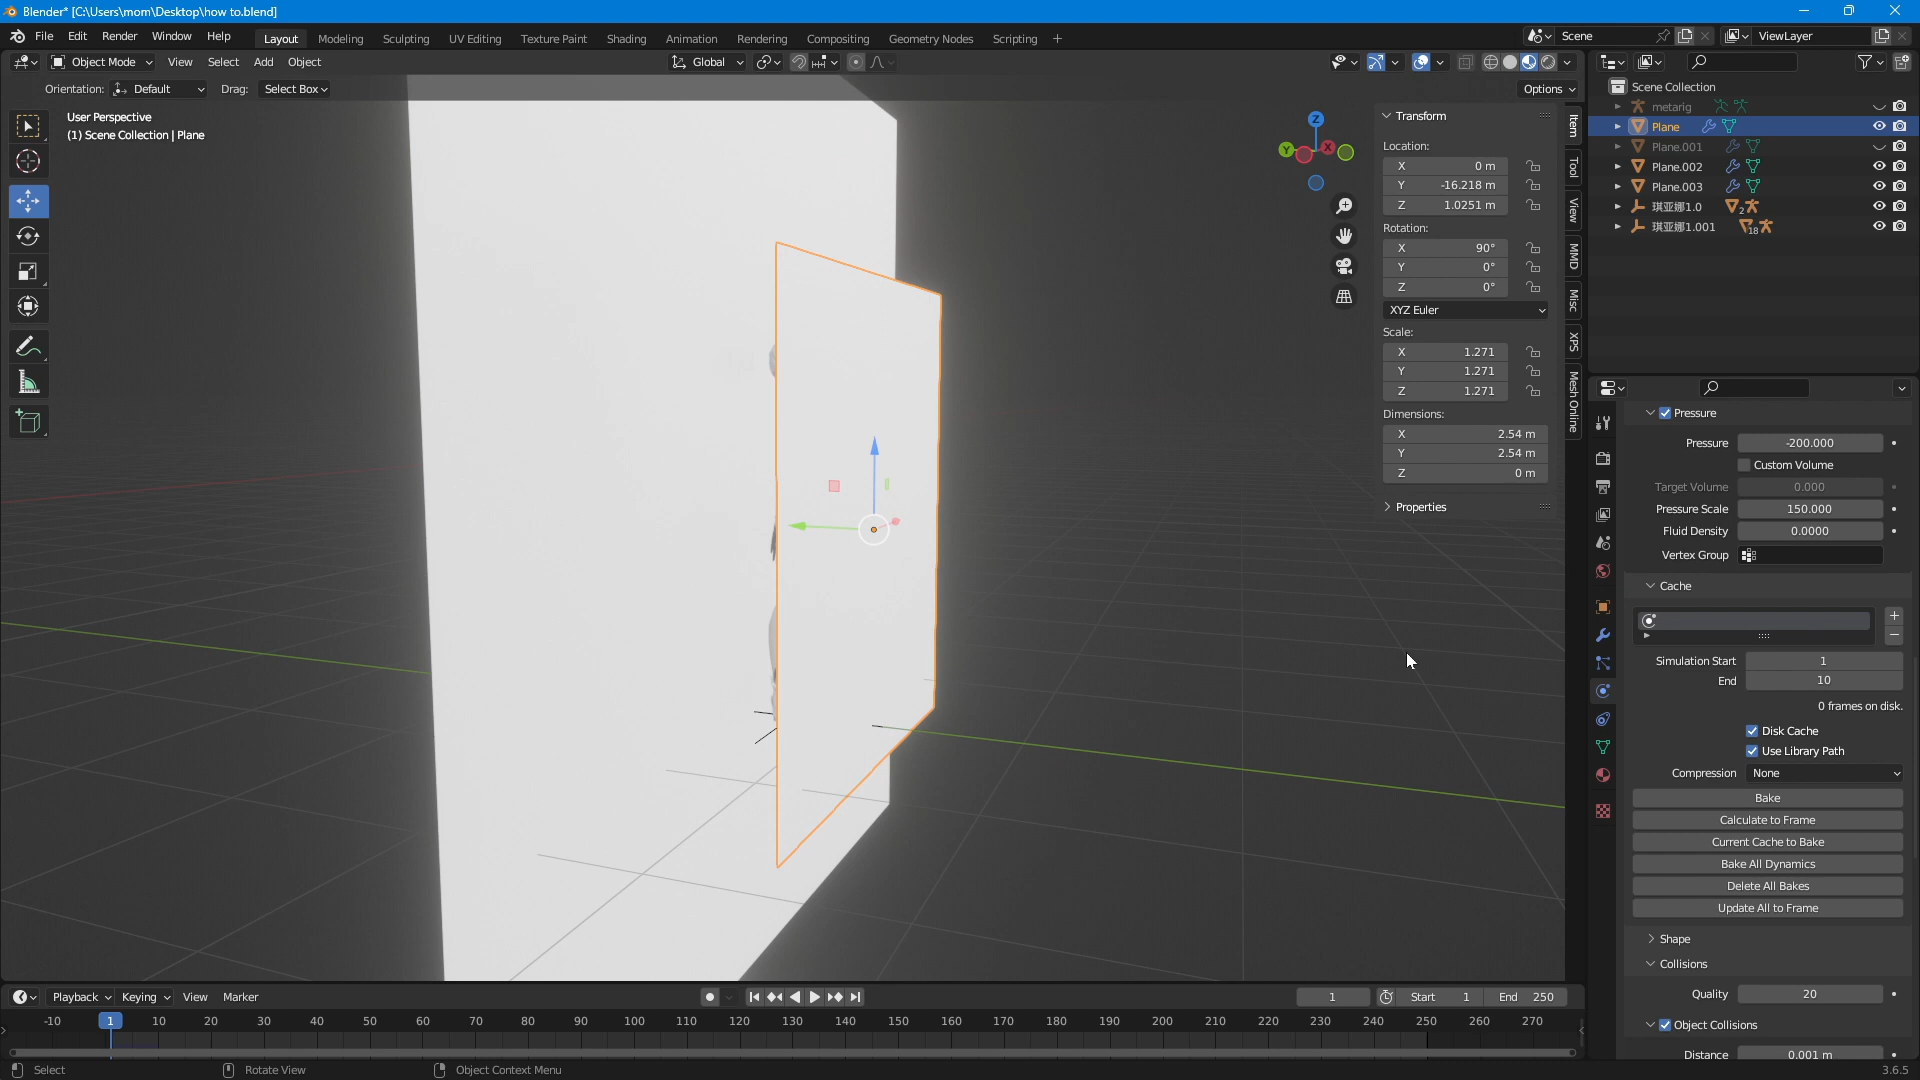 Blender* [C:\Users\mom\Desktop\how to.blend]
File Edit Render Window Help Layout Modeling Sculpting UV Editing Texture Paint Shading Animation Rendering Compositing Geometry Nodes Scripting + Scene ViewLayer
Object Mode View Select Add Object Global
Orientation: Default Drag: Select Box Options
User Perspective
(1) Scene Collection | Plane
Z
Y
X
Transform
Location:
X 0 m
Y -16.218 m
Z 1.0251 m
Rotation:
X 90°
Y 0°
Z 0°
XYZ Euler
Scale:
X 1.271
Y 1.271
Z 1.271
Dimensions:
X 2.54 m
Y 2.54 m
Z 0 m
Properties
Item
Tool
View
MMD
Misc
XPS
Mesh Online
Scene Collection
metarig
Plane
Plane.001
Plane.002
Plane.003
琪亚娜1.0 2
琪亚娜1.001 18
Pressure
Pressure -200.000
Custom Volume
Target Volume 0.000
Pressure Scale 150.000
Fluid Density 0.0000
Vertex Group
Cache
Simulation Start 1
End 10
0 frames on disk.
Disk Cache
Use Library Path
Compression None
Bake
Calculate to Frame
Current Cache to Bake
Bake All Dynamics
Delete All Bakes
Update All to Frame
Shape
Collisions
Quality 20
Object Collisions
Distance 0.001 m
Playback Keying View Marker 1 Start 1 End 250
-10 1 10 20 30 40 50 60 70 80 90 100 110 120 130 140 150 160 170 180 190 200 210 220 230 240 250 260 270
Select Rotate View Object Context Menu 3.6.5